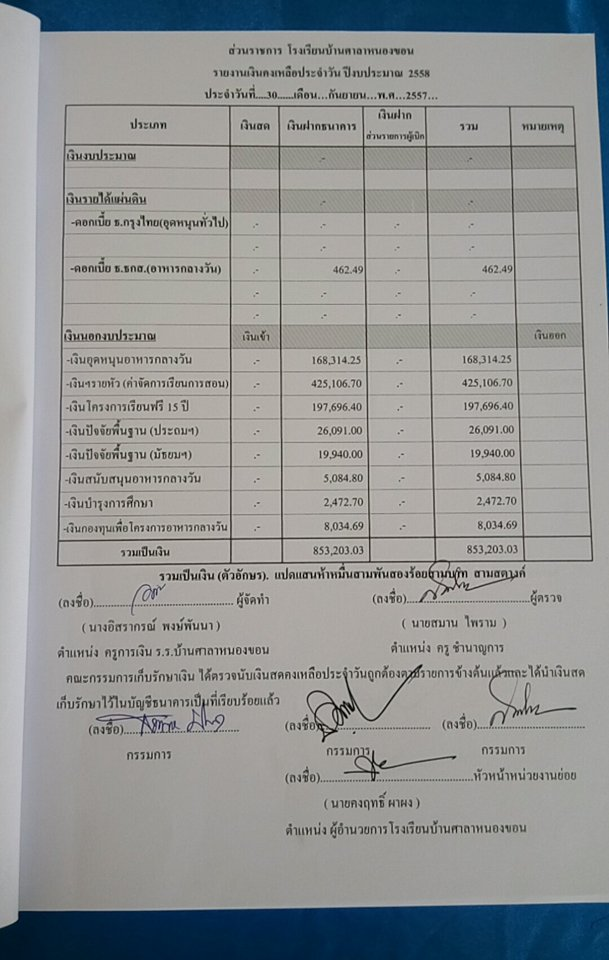 ส่วนราชการ โรงเรียนบ้านศาลาหนองขอน
รายงานเงินคงเหลือประจำวัน ปีงบประมาณ 2558
ประจำวันที่....30......เดือน...กันยายน...พ.ศ...2557...
ประเภท เงินสด เงินฝากธนาคาร เงินฝาก ส่วนราชการผู้เบิก รวม หมายเหตุ
เงินงบประมาณ .- .-
เงินรายได้แผ่นดิน .- .-
-ดอกเบี้ย ธ.กรุงไทย(อุดหนุนทั่วไป) .- .- .- .-
.- .- .- .-
-ดอกเบี้ย ธ.ธกส.(อาหารกลางวัน) .- 462.49 .- 462.49
.- .- .-
.- .- .-
เงินนอกงบประมาณ เงินเข้า เงินออก
-เงินอุดหนุนอาหารกลางวัน .- 168,314.25 .- 168,314.25
-เงินฯรายหัว (ค่าจัดการเรียนการสอน) .- 425,106.70 .- 425,106.70
-เงินโครงการเรียนฟรี 15 ปี .- 197,696.40 .- 197,696.40
-เงินปัจจัยพื้นฐาน (ประถมฯ) .- 26,091.00 .- 26,091.00
-เงินปัจจัยพื้นฐาน (มัธยมฯ) .- 19,940.00 .- 19,940.00
-เงินสนับสนุนอาหารกลางวัน .- 5,084.80 .- 5,084.80
-เงินบำรุงการศึกษา .- 2,472.70 .- 2,472.70
-เงินกองทุนเพื่อโครงการอาหารกลางวัน .- 8,034.69 .- 8,034.69
รวมเป็นเงิน 853,203.03 853,203.03
รวมเป็นเงิน (ตัวอักษร). แปดแสนห้าหมื่นสามพันสองร้อยสามบาท สามสตางค์
(ลงชื่อ)....................................ผู้จัดทำ (ลงชื่อ)....................................ผู้ตรวจ
( นางอิสรากรณ์ พงษ์พันนา ) ( นายสมาน ไพราม )
ตำแหน่ง ครูการเงิน ร.ร.บ้านศาลาหนองขอน ตำแหน่ง ครู ชำนาญการ
คณะกรรมการเก็บรักษาเงิน ได้ตรวจนับเงินสดคงเหลือประจำวันถูกต้องตามรายการข้างต้นแล้วและได้นำเงินสด
เก็บรักษาไว้ในบัญชีธนาคารเป็นที่เรียบร้อยแล้ว
(ลงชื่อ).............................. (ลงชื่อ).............................. (ลงชื่อ)..............................
กรรมการ กรรมการ กรรมการ
(ลงชื่อ)........................................หัวหน้าหน่วยงานย่อย
( นายคงฤทธิ์ ผาผง )
ตำแหน่ง ผู้อำนวยการโรงเรียนบ้านศาลาหนองขอน